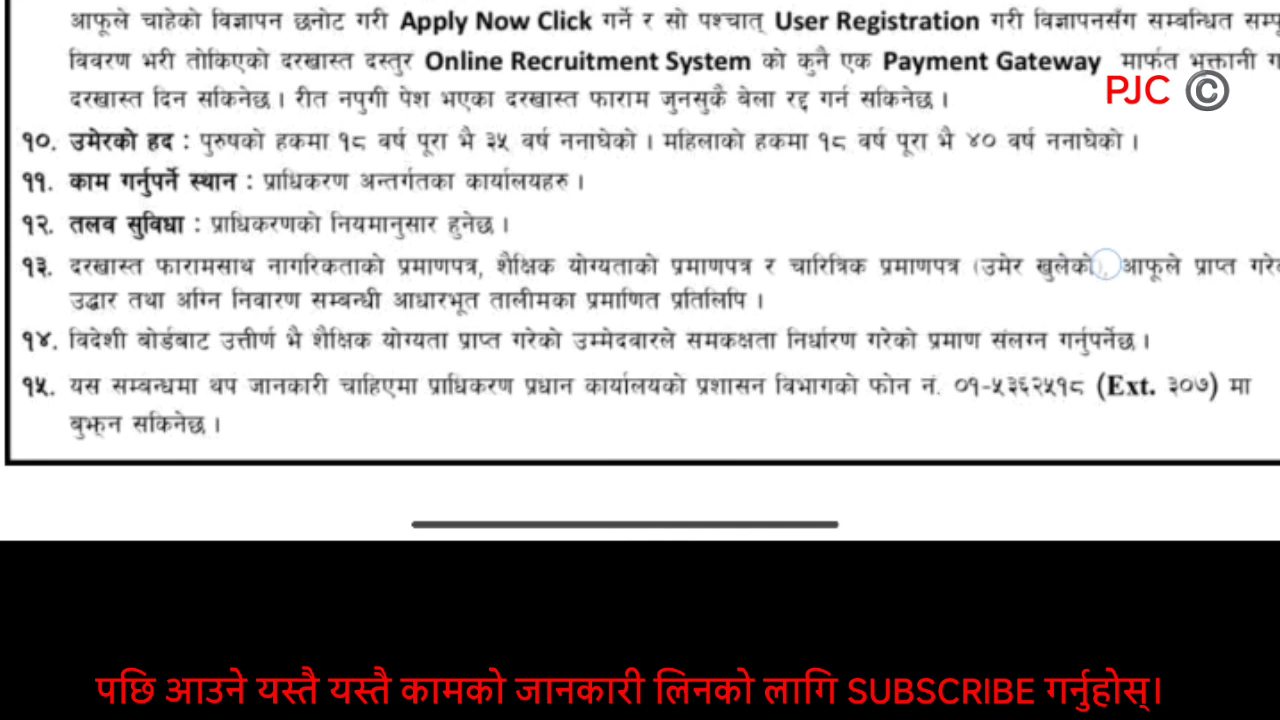 आफूले चाहेको विज्ञापन छनोट गरी Apply Now Click गर्ने र सो पश्चात् User Registration गरी विज्ञापनसँग सम्बन्धित
विवरण भरी तोकिएको दरखास्त दस्तुर Online Recruitment System को कुनै एक Payment Gateway मार्फत भुक्तानी
PJC ©
दरखास्त दिन सकिनेछ । रीत नपुगी पेश भएका दरखास्त फाराम जुनसुकै बेला रद्द गर्न सकिनेछ ।
१०. उमेरको हद : पुरुषको हकमा १८ वर्ष पूरा भै ३५ वर्ष ननाघेको । महिलाको हकमा १८ वर्ष पूरा भै ४० वर्ष ननाघेको ।
११. काम गर्नुपर्ने स्थान : प्राधिकरण अन्तर्गतका कार्यालयहरु ।
१२. तलव सुविधा : प्राधिकरणको नियमानुसार हुनेछ ।
१३. दरखास्त फारामसाथ नागरिकताको प्रमाणपत्र, शैक्षिक योग्यताको प्रमाणपत्र र चारित्रिक प्रमाणपत्र (उमेर खुलेको), आफूले प्राप्त
उद्धार तथा अग्नि निवारण सम्बन्धी आधारभूत तालीमका प्रमाणित प्रतिलिपि ।
१४. विदेशी बोर्डबाट उत्तीर्ण भै शैक्षिक योग्यता प्राप्त गरेको उम्मेदवारले समकक्षता निर्धारण गरेको प्रमाण संलग्न गर्नुपर्नेछ ।
१५. यस सम्बन्धमा थप जानकारी चाहिएमा प्राधिकरण प्रधान कार्यालयको प्रशासन विभागको फोन नं. ०१-५३६२५१८ (Ext. ३०७) मा
बुझ्न सकिनेछ ।
पछि आउने यस्तै यस्तै कामको जानकारी लिनको लागि SUBSCRIBE गर्नुहोस्।